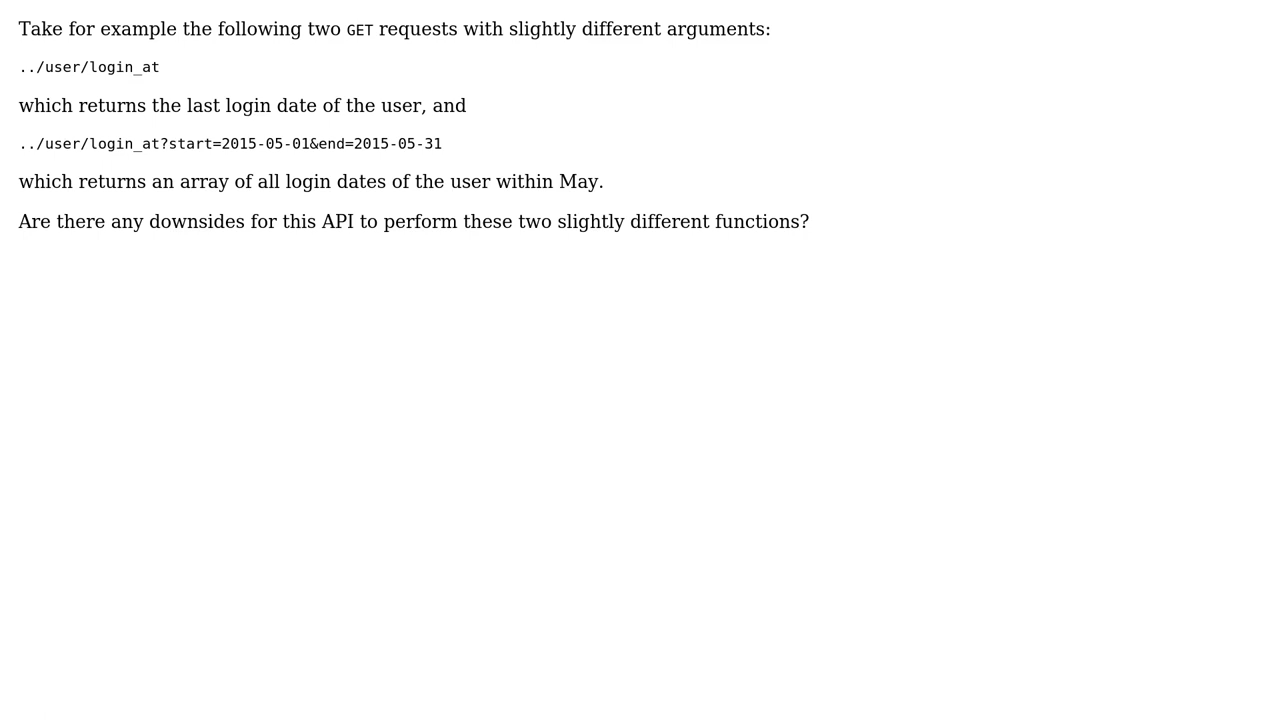 Take for example the following two GET requests with slightly different arguments:
../user/login_at
which returns the last login date of the user, and
../user/login_at?start=2015-05-01&end=2015-05-31
which returns an array of all login dates of the user within May.
Are there any downsides for this API to perform these two slightly different functions?